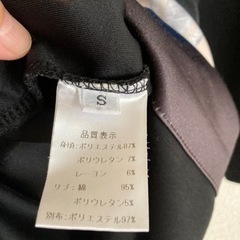 S
品質表示
身頃:ポリエステル87%
ポリウレタン 7%
レーヨン 6%
リブ:綿 95%
ポリウレタン5%
別布:ポリエステル97%